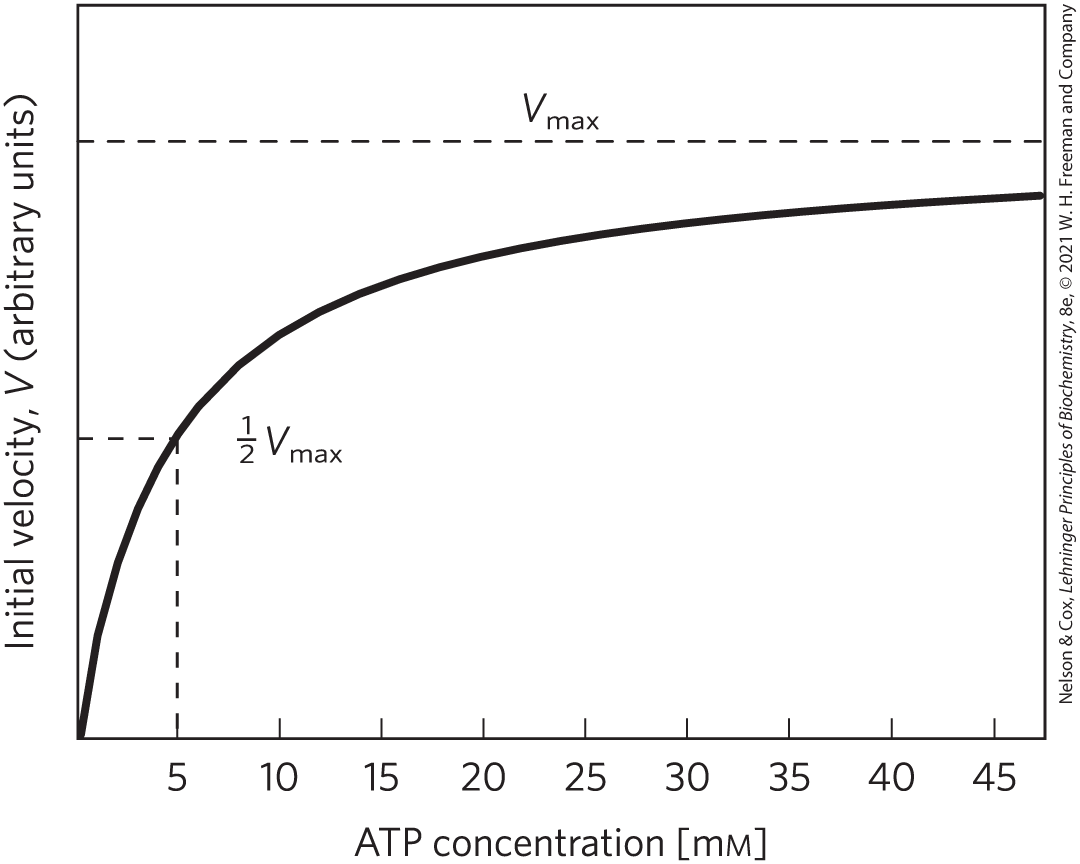 Initial velocity, V (arbitrary units)
Vmax
½ Vmax
5 10 15 20 25 30 35 40 45
ATP concentration [mM]
Nelson & Cox, Lehninger Principles of Biochemistry, 8e, © 2021 W. H. Freeman and Company